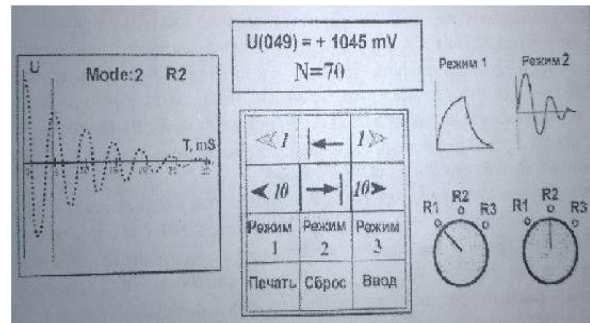 U(049) = + 1045 mV
N=70
U
Mode:2 R2
T, mS
Режим 1
Режим 2
1
1
10
10
Режим 1
Режим 2
Режим 3
Печать
Сброс
Ввод
R1
R2
R3
R1
R2
R3